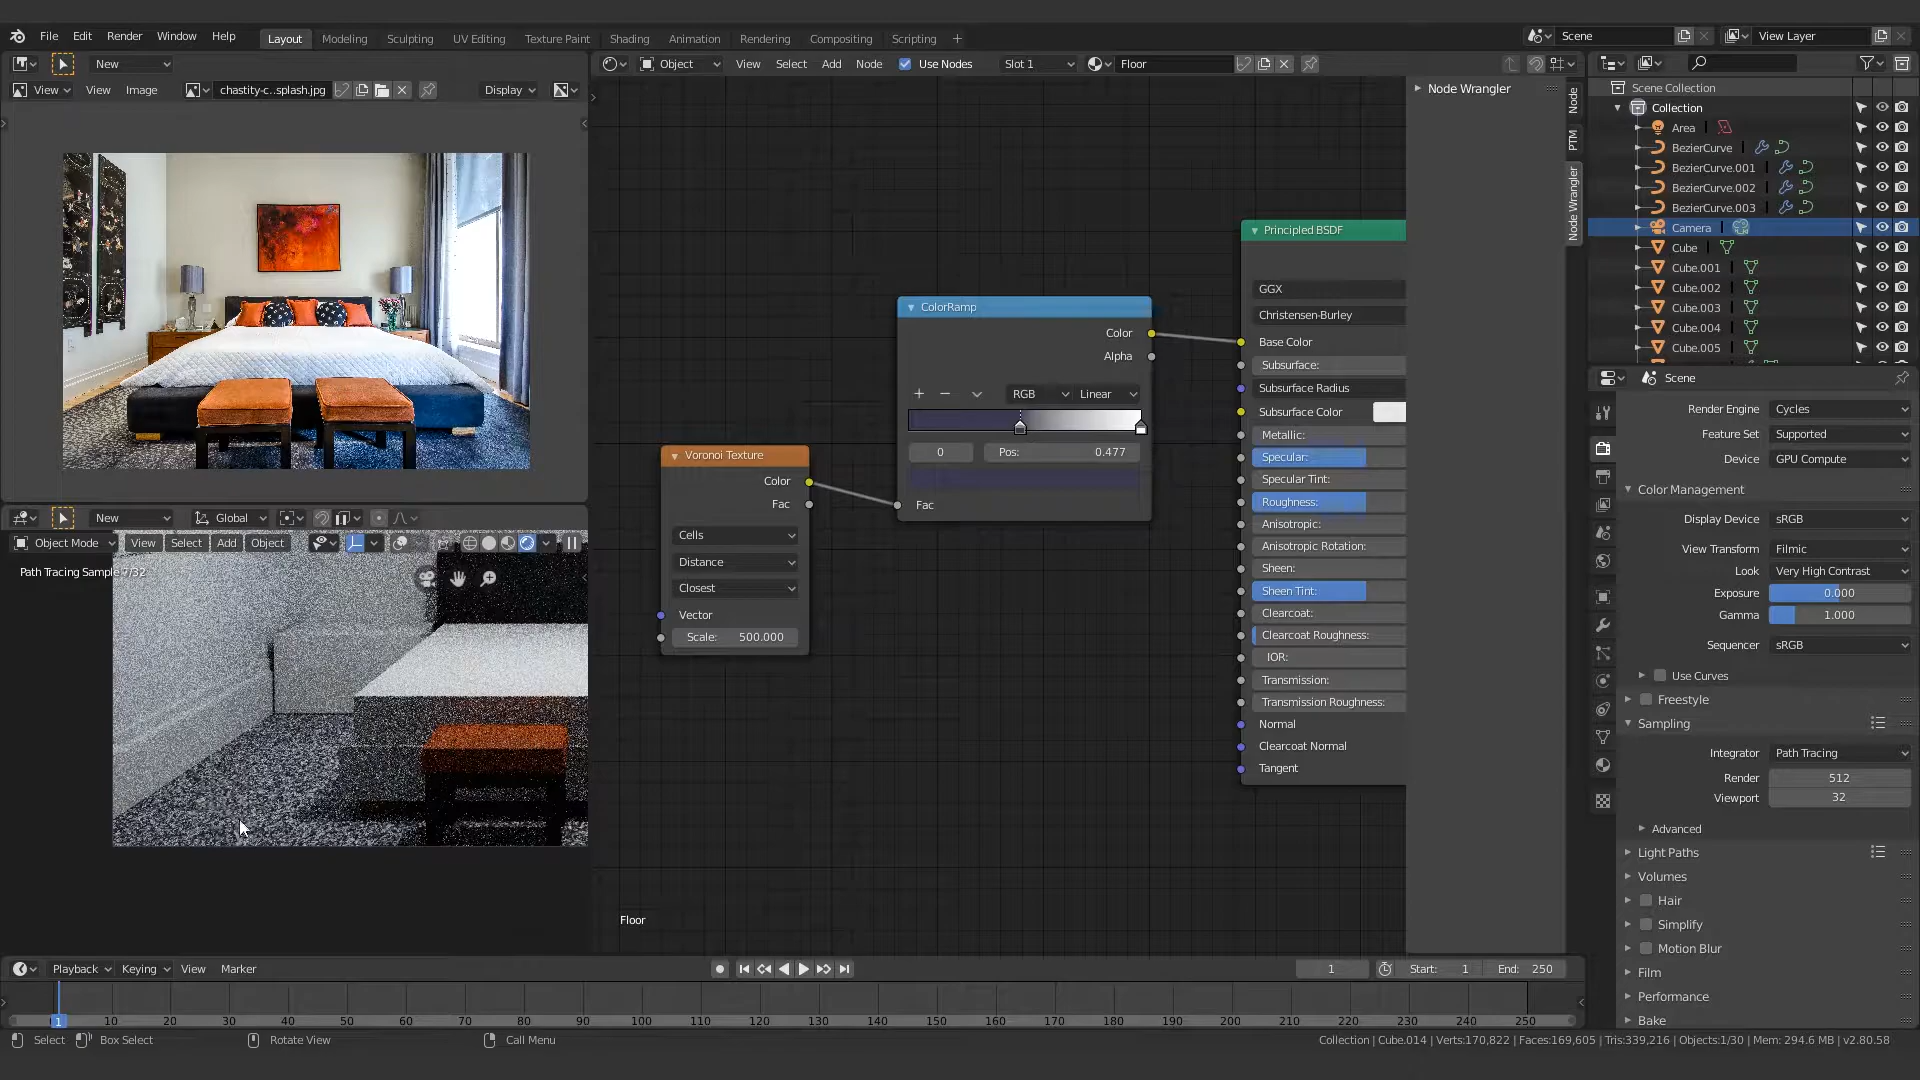 File Edit Render Window Help Layout Modeling Sculpting UV Editing Texture Paint Shading Animation Rendering Compositing Scripting + Scene View Layer
New Object View Select Add Node Use Nodes Slot 1 Floor
View View Image chastity-c..splash.jpg Display
Node Wrangler
Node
PTM
Node Wrangler
Scene Collection
Collection
Area
BezierCurve
BezierCurve.001
BezierCurve.002
BezierCurve.003
Camera
Cube
Cube.001
Cube.002
Cube.003
Cube.004
Cube.005
Principled BSDF
GGX
Christensen-Burley
Base Color
Subsurface:
Subsurface Radius
Subsurface Color
Metallic:
Specular:
Specular Tint:
Roughness:
Anisotropic:
Anisotropic Rotation:
Sheen:
Sheen Tint:
Clearcoat:
Clearcoat Roughness:
IOR:
Transmission:
Transmission Roughness:
Normal
Clearcoat Normal
Tangent
ColorRamp
Color
Alpha
RGB Linear
0 Pos: 0.477
Fac
Voronoi Texture
Color
Fac
Cells
Distance
Closest
Vector
Scale: 500.000
New Global
Object Mode View Select Add Object
Path Tracing Sample 7/32
Floor
Scene
Render Engine Cycles
Feature Set Supported
Device GPU Compute
Color Management
Display Device sRGB
View Transform Filmic
Look Very High Contrast
Exposure 0.000
Gamma 1.000
Sequencer sRGB
Use Curves
Freestyle
Sampling
Integrator Path Tracing
Render 512
Viewport 32
Advanced
Light Paths
Volumes
Hair
Simplify
Motion Blur
Film
Performance
Bake
Playback Keying View Marker 1 Start: 1 End: 250
1 10 20 30 40 50 60 70 80 90 100 110 120 130 140 150 160 170 180 190 200 210 220 230 240 250
Select Box Select Rotate View Call Menu Collection | Cube.014 | Verts:170,822 | Faces:169,605 | Tris:339,216 | Objects:1/30 | Mem: 294.6 MB | v2.80.58